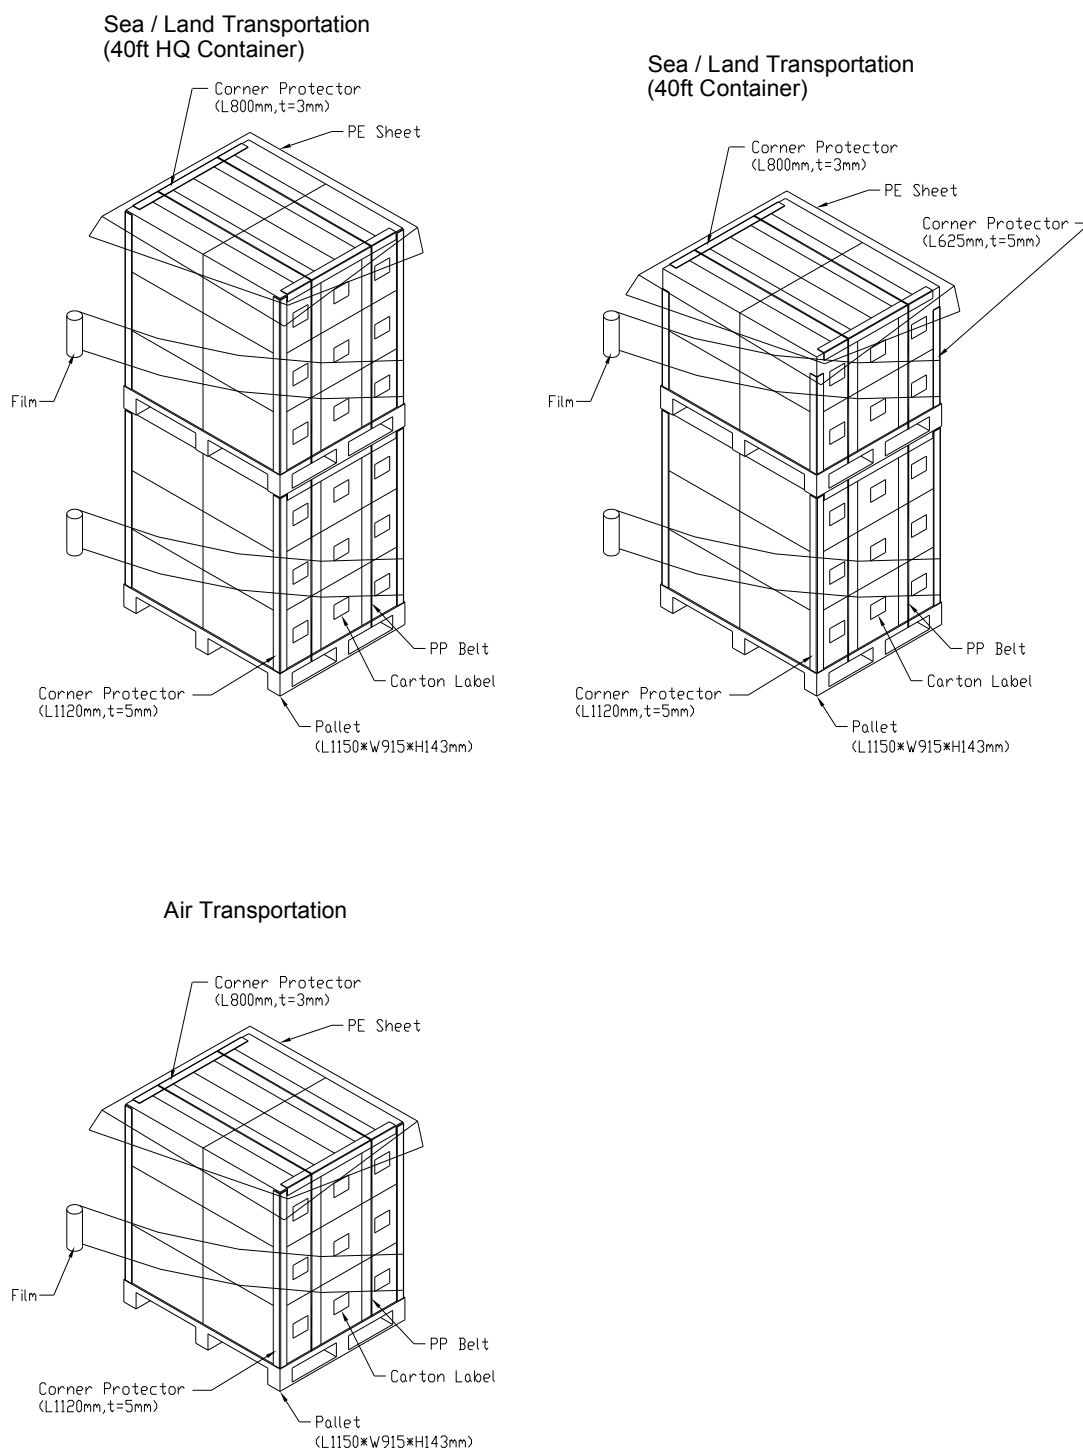 Sea / Land Transportation
(40ft HQ Container)
Corner Protector
(L800mm,t=3mm)
PE Sheet
Film
PP Belt
Carton Label
Corner Protector
(L1120mm,t=5mm)
Pallet
(L1150*W915*H143mm)
Sea / Land Transportation
(40ft Container)
Corner Protector
(L800mm,t=3mm)
PE Sheet
Corner Protector
(L625mm,t=5mm)
Film
PP Belt
Carton Label
Corner Protector
(L1120mm,t=5mm)
Pallet
(L1150*W915*H143mm)
Air Transportation
Corner Protector
(L800mm,t=3mm)
PE Sheet
Film
PP Belt
Carton Label
Corner Protector
(L1120mm,t=5mm)
Pallet
(L1150*W915*H143mm)